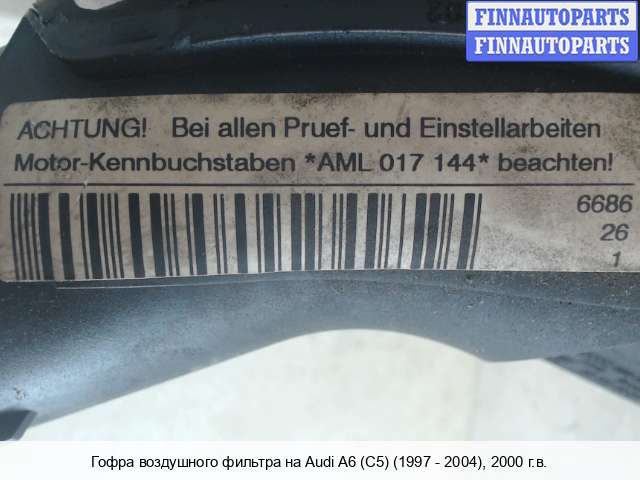 FINNAUTOPARTS
FINNAUTOPARTS
ACHTUNG! Bei allen Pruef- und Einstellarbeiten
Motor-Kennbuchstaben *AML 017 144* beachten!
6686
26
1
Гофра воздушного фильтра на Audi A6 (C5) (1997 - 2004), 2000 г.в.